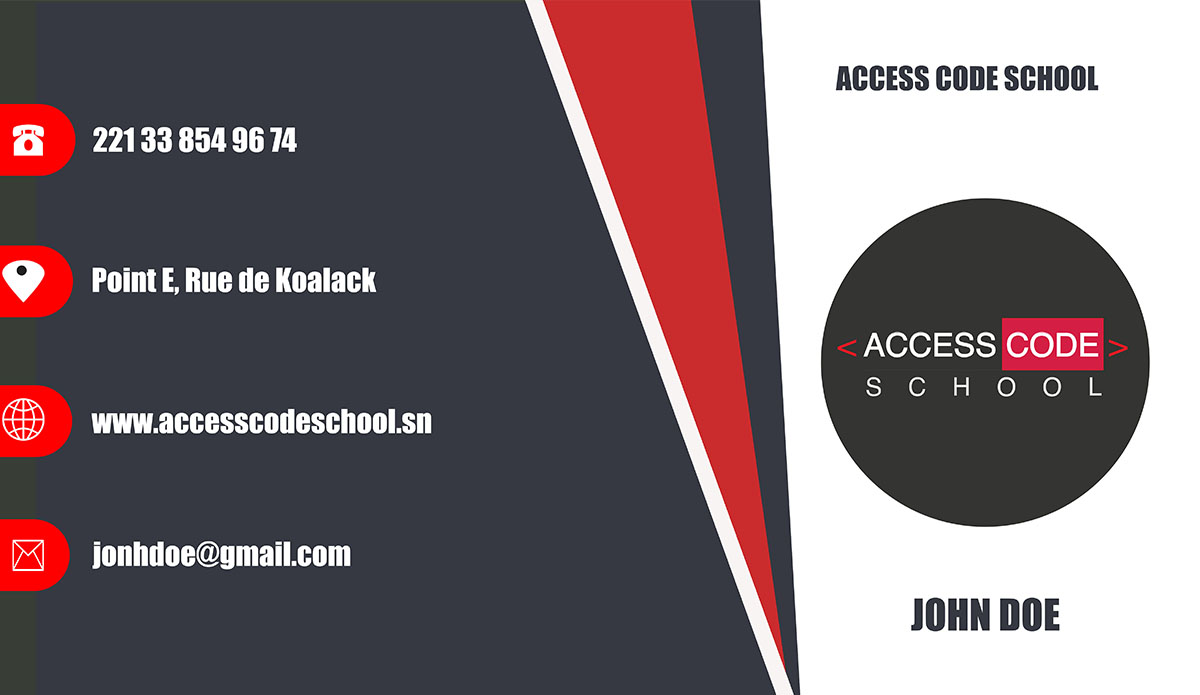 221 33 854 96 74
Point E, Rue de Koalack
www.accesscodeschool.sn
jonhdoe@gmail.com
ACCESS CODE SCHOOL
< ACCESS CODE >
SCHOOL
JOHN DOE